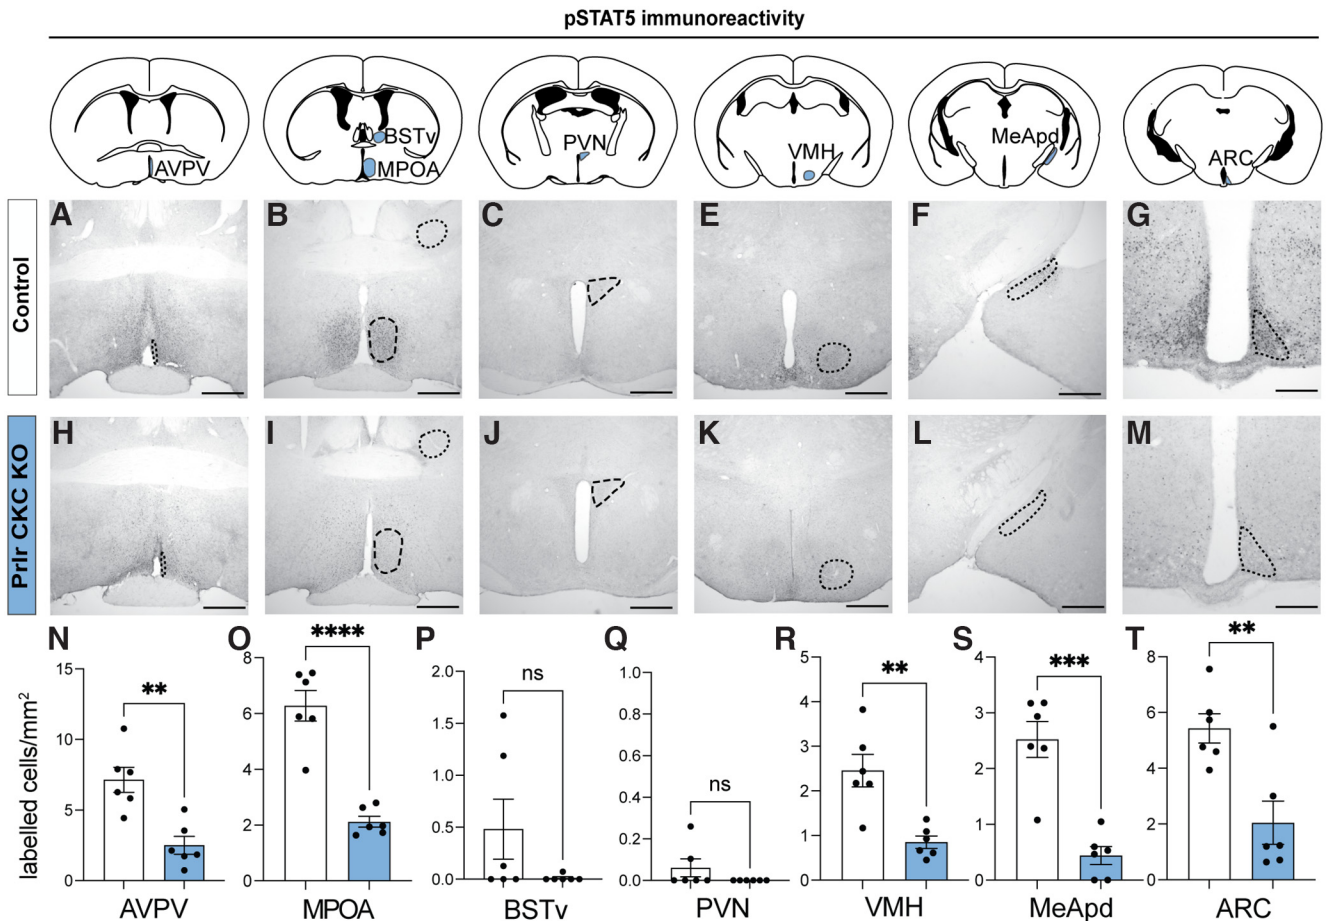 pSTAT5 immunoreactivity
AVPV
BSTv
MPOA
PVN
VMH
MeApd
ARC
Control
A
B
C
E
F
G
Prlr CKC KO
H
I
J
K
L
M
labelled cells/mm2
N
15
10
5
0
**
AVPV
O
8
6
4
2
0
****
MPOA
P
2.0
1.5
1.0
0.5
0.0
ns
BSTv
Q
1.0
0.8
0.6
0.4
0.2
0.0
ns
PVN
R
5
4
3
2
1
0
**
VMH
S
4
3
2
1
0
***
MeApd
T
8
6
4
2
0
**
ARC